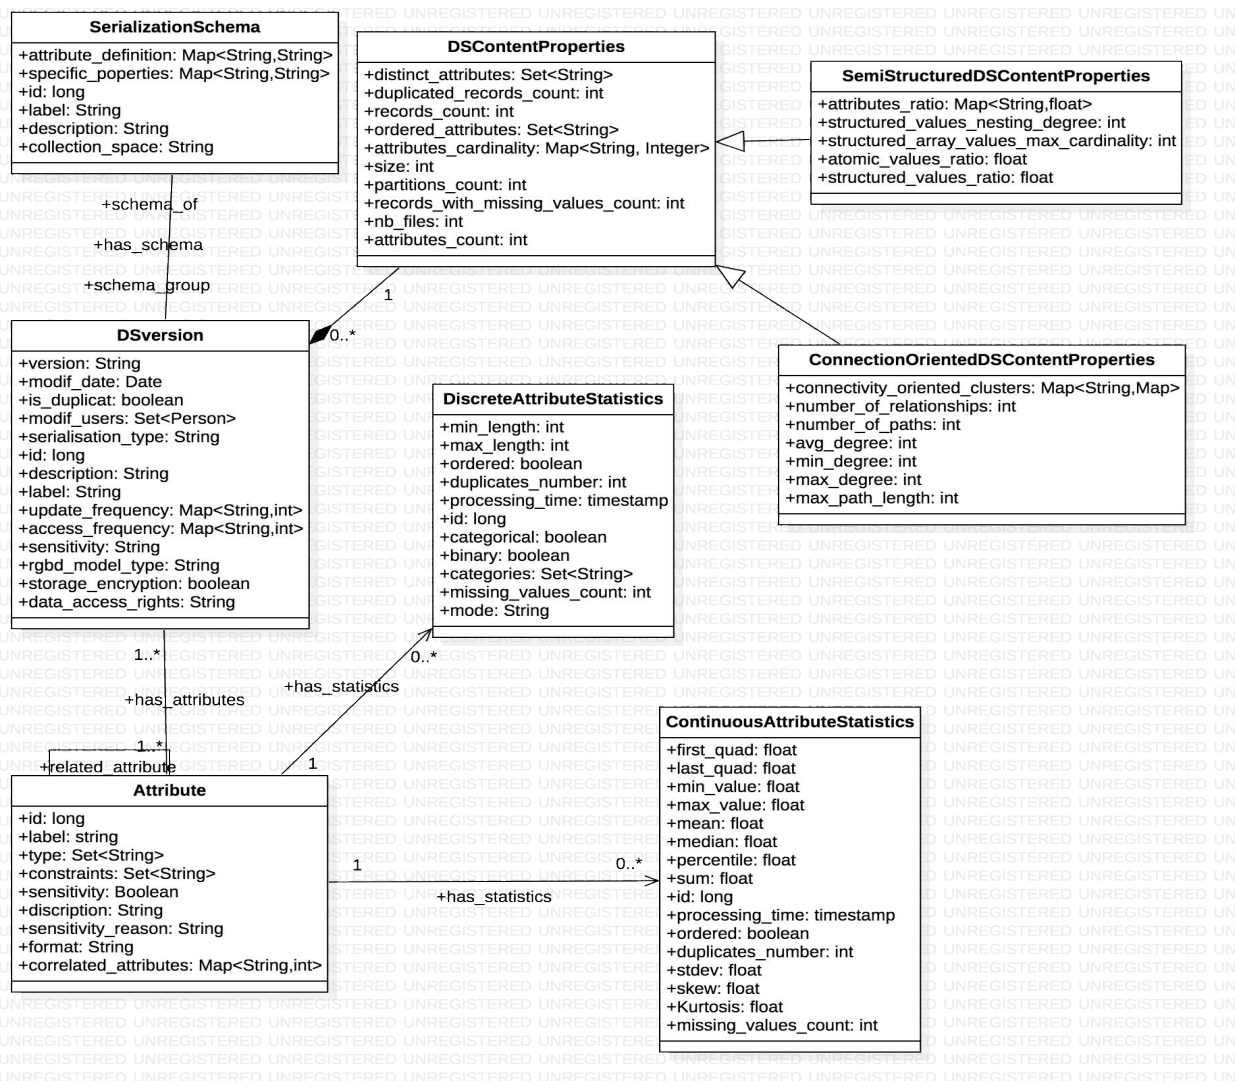 SerializationSchema
+attribute_definition: Map<String,String>
+specific_poperties: Map<String,String>
+id: long
+label: String
+description: String
+collection_space: String
DSContentProperties
+distinct_attributes: Set<String>
+duplicated_records_count: int
+records_count: int
+ordered_attributes: Set<String>
+attributes_cardinality: Map<String, Integer>
+size: int
+partitions_count: int
+records_with_missing_values_count: int
+nb_files: int
+attributes_count: int
SemiStructuredDSContentProperties
+attributes_ratio: Map<String,float>
+structured_values_nesting_degree: int
+structured_array_values_max_cardinality: int
+atomic_values_ratio: float
+structured_values_ratio: float
+schema_of
+has_schema
+schema_group
1
0..*
DSversion
+version: String
+modif_date: Date
+is_duplicat: boolean
+modif_users: Set<Person>
+serialisation_type: String
+id: long
+description: String
+label: String
+update_frequency: Map<String,int>
+access_frequency: Map<String,int>
+sensitivity: String
+rgbd_model_type: String
+storage_encryption: boolean
+data_access_rights: String
ConnectionOrientedDSContentProperties
+connectivity_oriented_clusters: Map<String,Map>
+number_of_relationships: int
+number_of_paths: int
+avg_degree: int
+min_degree: int
+max_degree: int
+max_path_length: int
DiscreteAttributeStatistics
+min_length: int
+max_length: int
+ordered: boolean
+duplicates_number: int
+processing_time: timestamp
+id: long
+categorical: boolean
+binary: boolean
+categories: Set<String>
+missing_values_count: int
+mode: String
1..*
+has_attributes
1..*
+related_attribute
0..*
+has_statistics
1
Attribute
+id: long
+label: string
+type: Set<String>
+constraints: Set<String>
+sensitivity: Boolean
+discription: String
+sensitivity_reason: String
+format: String
+correlated_attributes: Map<String,int>
1
0..*
+has_statistics
ContinuousAttributeStatistics
+first_quad: float
+last_quad: float
+min_value: float
+max_value: float
+mean: float
+median: float
+percentile: float
+sum: float
+id: long
+processing_time: timestamp
+ordered: boolean
+duplicates_number: int
+stdev: float
+skew: float
+Kurtosis: float
+missing_values_count: int
UNREGISTERED